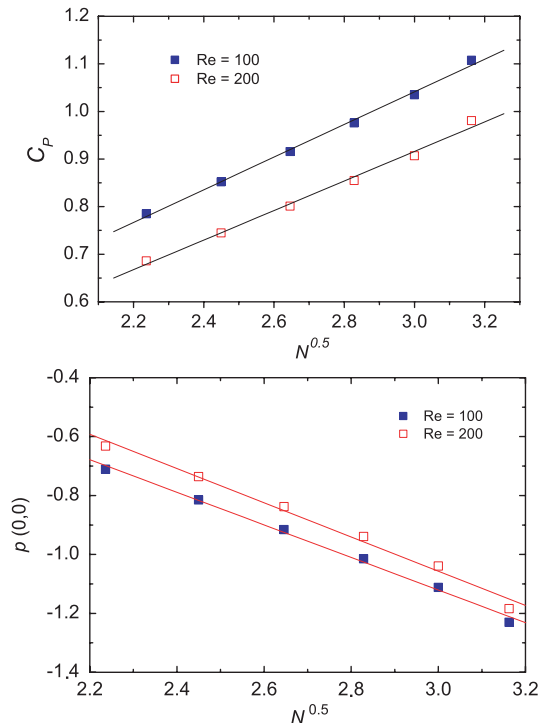 1.2
1.1
1.0
0.9
0.8
0.7
0.6
C_P
Re = 100
Re = 200
2.2 2.4 2.6 2.8 3.0 3.2
N^0.5
-0.4
-0.6
-0.8
-1.0
-1.2
-1.4
p (0,0)
Re = 100
Re = 200
2.2 2.4 2.6 2.8 3.0 3.2
N^0.5